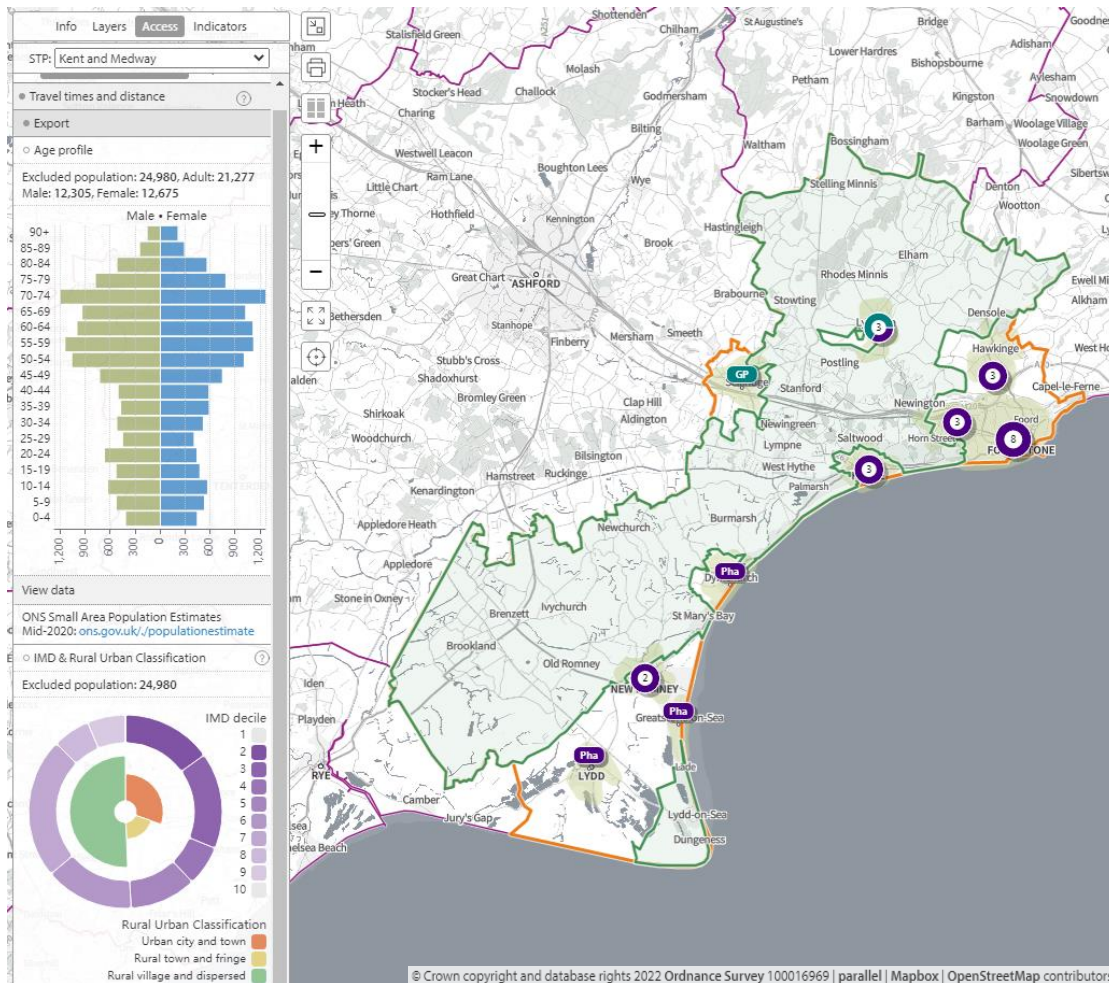 Info Layers Access Indicators
STP: Kent and Medway
Travel times and distance ?
Export
Age profile
Excluded population: 24,980, Adult: 21,277
Male: 12,305, Female: 12,675
Male • Female
90+
85-89
80-84
75-79
70-74
65-69
60-64
55-59
50-54
45-49
40-44
35-39
30-34
25-29
20-24
15-19
10-14
5-9
0-4
1,200 900 600 300 0 300 600 900 1,200
View data
ONS Small Area Population Estimates
Mid-2020: ons.gov.uk/./populationestimate
IMD & Rural Urban Classification ?
Excluded population: 24,980
IMD decile
1
2
3
4
5
6
7
8
9
10
Rural Urban Classification
Urban city and town
Rural town and fringe
Rural village and dispersed
A251
Shottenden
Chilham
St Augustine's
Bridge
Stalisfield Green
Lower Hardres
Bishopsbourne
Adisham
Molash
Petham
Aylesham
Stocker's Head
Challock
Godmersham
Kingston
Snowdown
Charing
Barham
Woolage Village
Bilting
Waltham
Bossingham
Woolage Green
Westwell Leacon
Boughton Lees
Ram Lane
Wye
Denton
Little Chart
Stelling Minnis
Wootton
Hothfield
Kennington
Hastingleigh
Brook
Elham
Great Chart
ASHFORD
Rhodes Minnis
Brabourne
Stowting
Bethersden
Mersham
Smeeth
Densole
Stanhope
Finberry
3
Hawkinge
Stubb's Cross
Postling
GP
3
Shadoxhurst
Stanford
Capel-le-Ferne
Bromley Green
Clap Hill
Newington
Shirkoak
Aldington
Newingreen
3
Foord
Woodchurch
Lympne
Saltwood
Horn Street
8
Bilsington
West Hythe
3
Hamstreet
Ruckinge
Palmarsh
Kenardington
Appledore Heath
Newchurch
Burmarsh
Appledore
Pha
Stone in Oxney
Ivychurch
Brenzett
St Mary's Bay
Brookland
Old Romney
2
Iden
Pha
Playden
Pha
RYE
LYDD
Lade
Camber
Jury's Gap
Lydd-on-Sea
Dungeness
© Crown copyright and database rights 2022 Ordnance Survey 100016969 | parallel | Mapbox | OpenStreetMap contributors